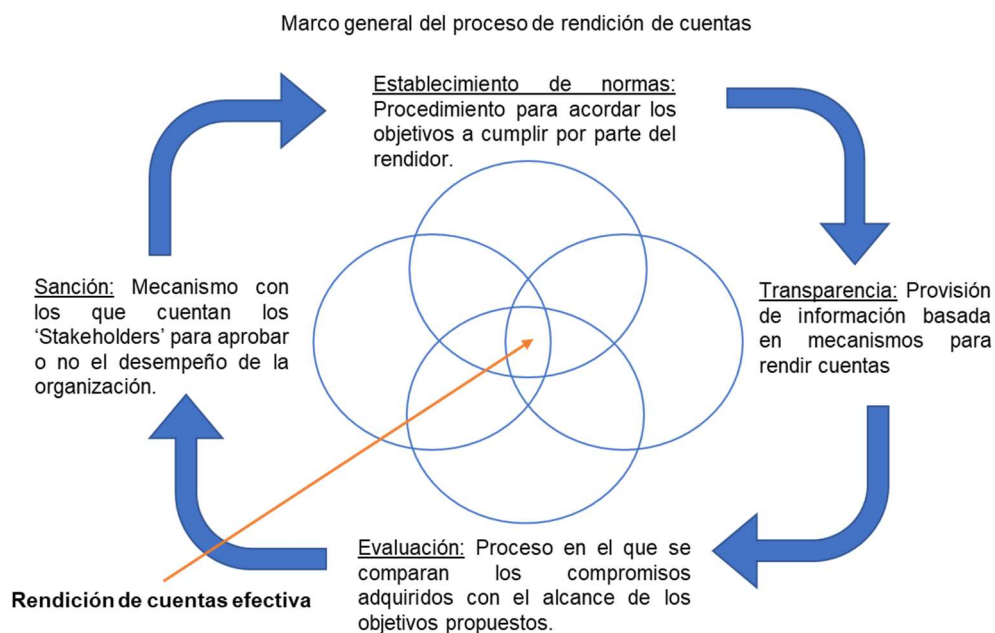 Marco general del proceso de rendición de cuentas
Establecimiento de normas:
Procedimiento para acordar los
objetivos a cumplir por parte del
rendidor.
Transparencia: Provisión
de información basada
en mecanismos para
rendir cuentas
Evaluación: Proceso en el que se
comparan los compromisos
adquiridos con el alcance de los
objetivos propuestos.
Sanción: Mecanismo con
los que cuentan los
‘Stakeholders’ para aprobar
o no el desempeño de la
organización.
Rendición de cuentas efectiva